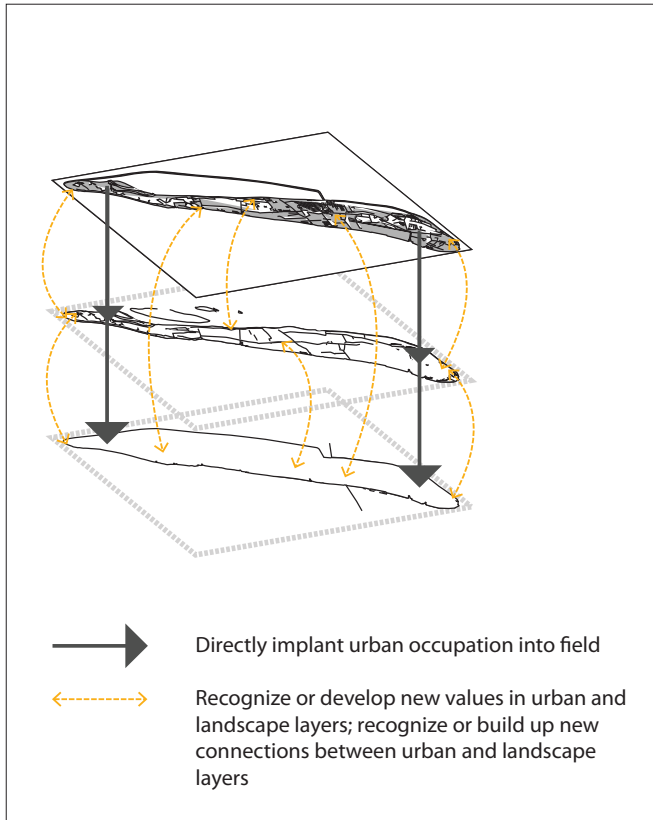 Directly implant urban occupation into field
Recognize or develop new values in urban and
landscape layers; recognize or build up new
connections between urban and landscape
layers